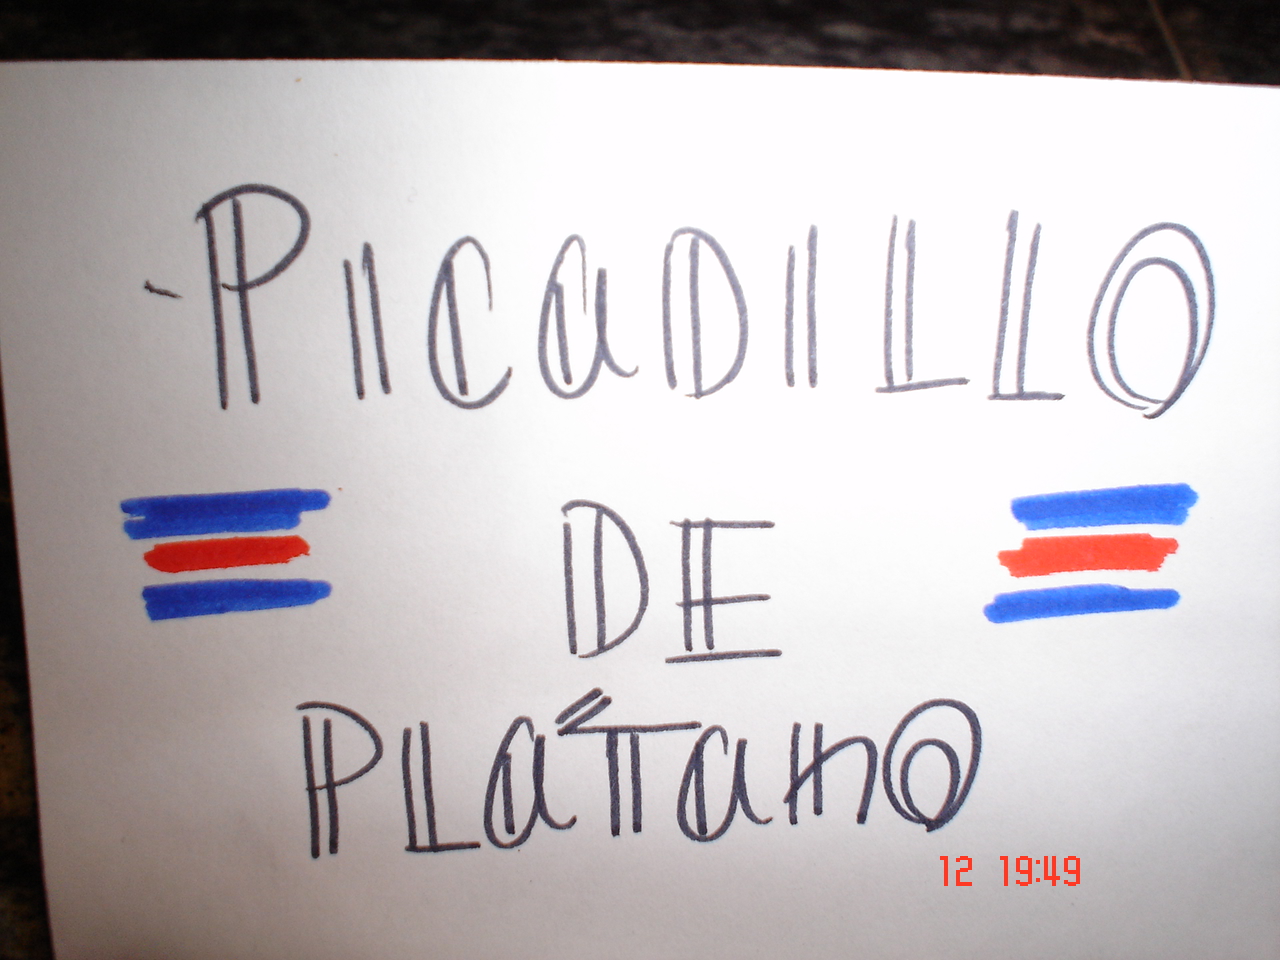 PICADILLO
DE
PLÁTANO
12 19:49